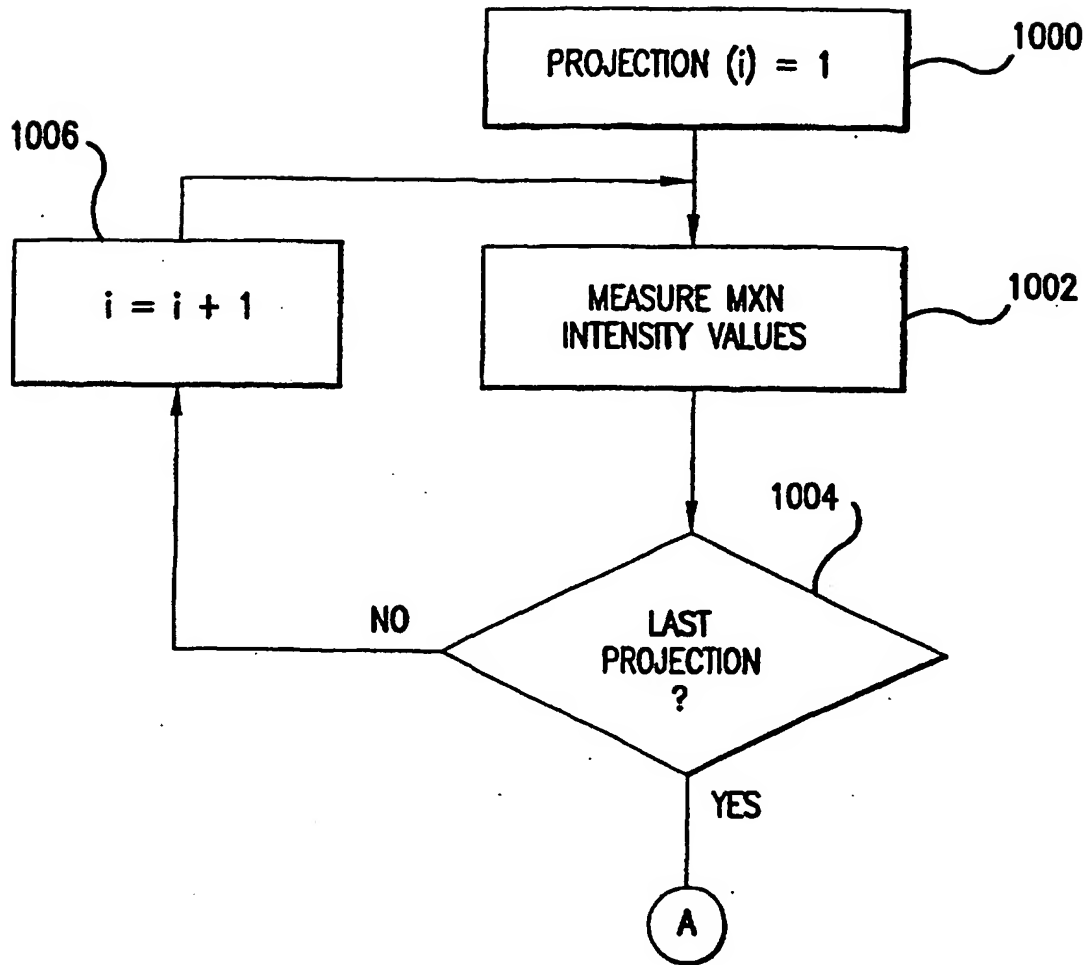 PROJECTION (i) = 1
1000
1006
i = i + 1
MEASURE MXN
INTENSITY VALUES
1002
1004
NO
LAST
PROJECTION
?
YES
A